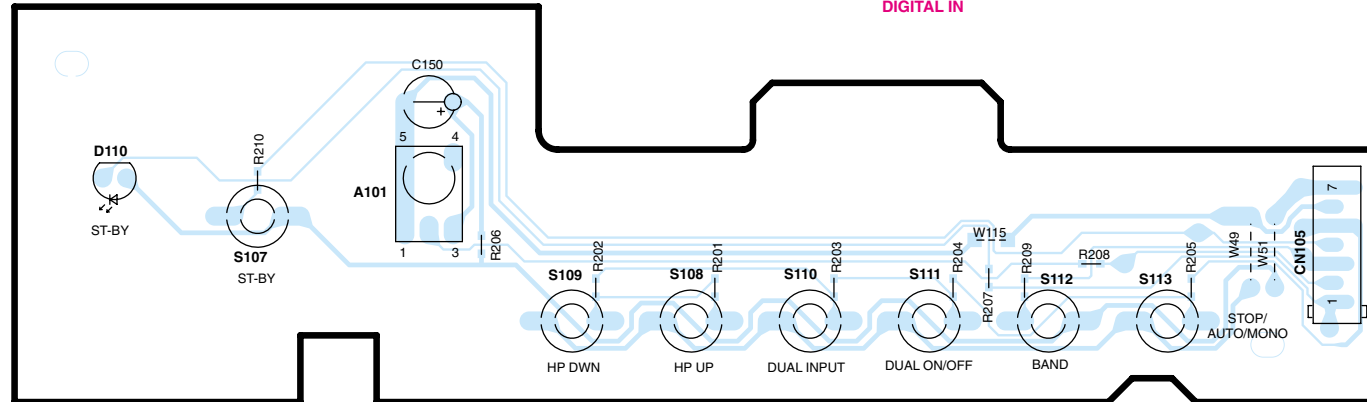 DIGITAL IN
C150
+
5 4
D110
R210
A101
ST-BY
1 3
R206
S107
ST-BY
W115
W49
W51
7
CN105
1
S109
R202
S108
R201
S110
R203
S111
R204
R207
R209
S112
R208
S113
R205
STOP/
AUTO/MONO
HP DWN
HP UP
DUAL INPUT
DUAL ON/OFF
BAND